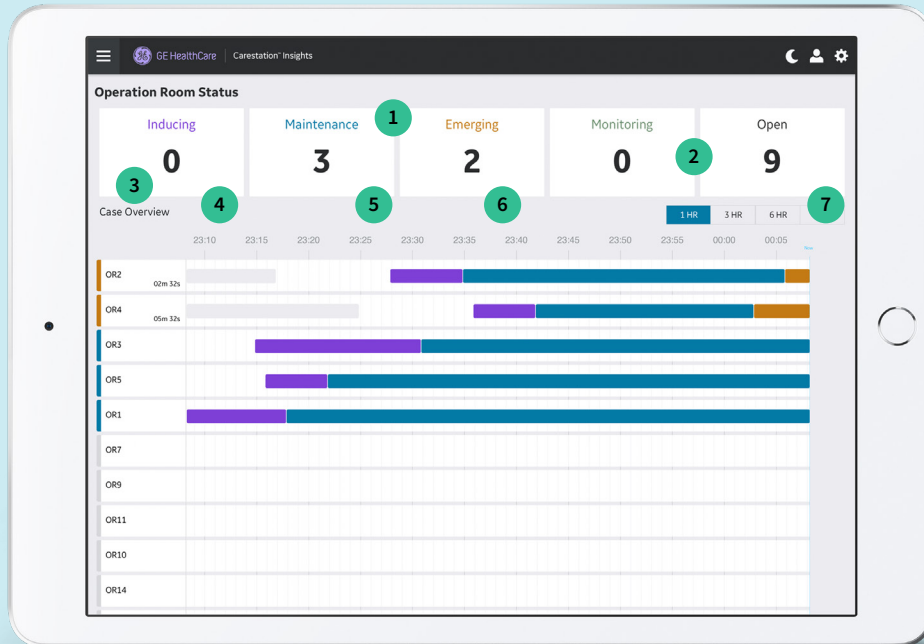 GE HealthCare Carestation™ Insights
Operation Room Status
Inducing Maintenance 1 Emerging Monitoring Open
0 3 2 0 2 9
3 4 5 6 7
Case Overview 1 HR 3 HR 6 HR
23:10 23:15 23:20 23:25 23:30 23:35 23:40 23:45 23:50 23:55 00:00 00:05
Now
OR2
02m 32s
OR4
05m 32s
OR3
OR5
OR1
OR7
OR9
OR11
OR10
OR14